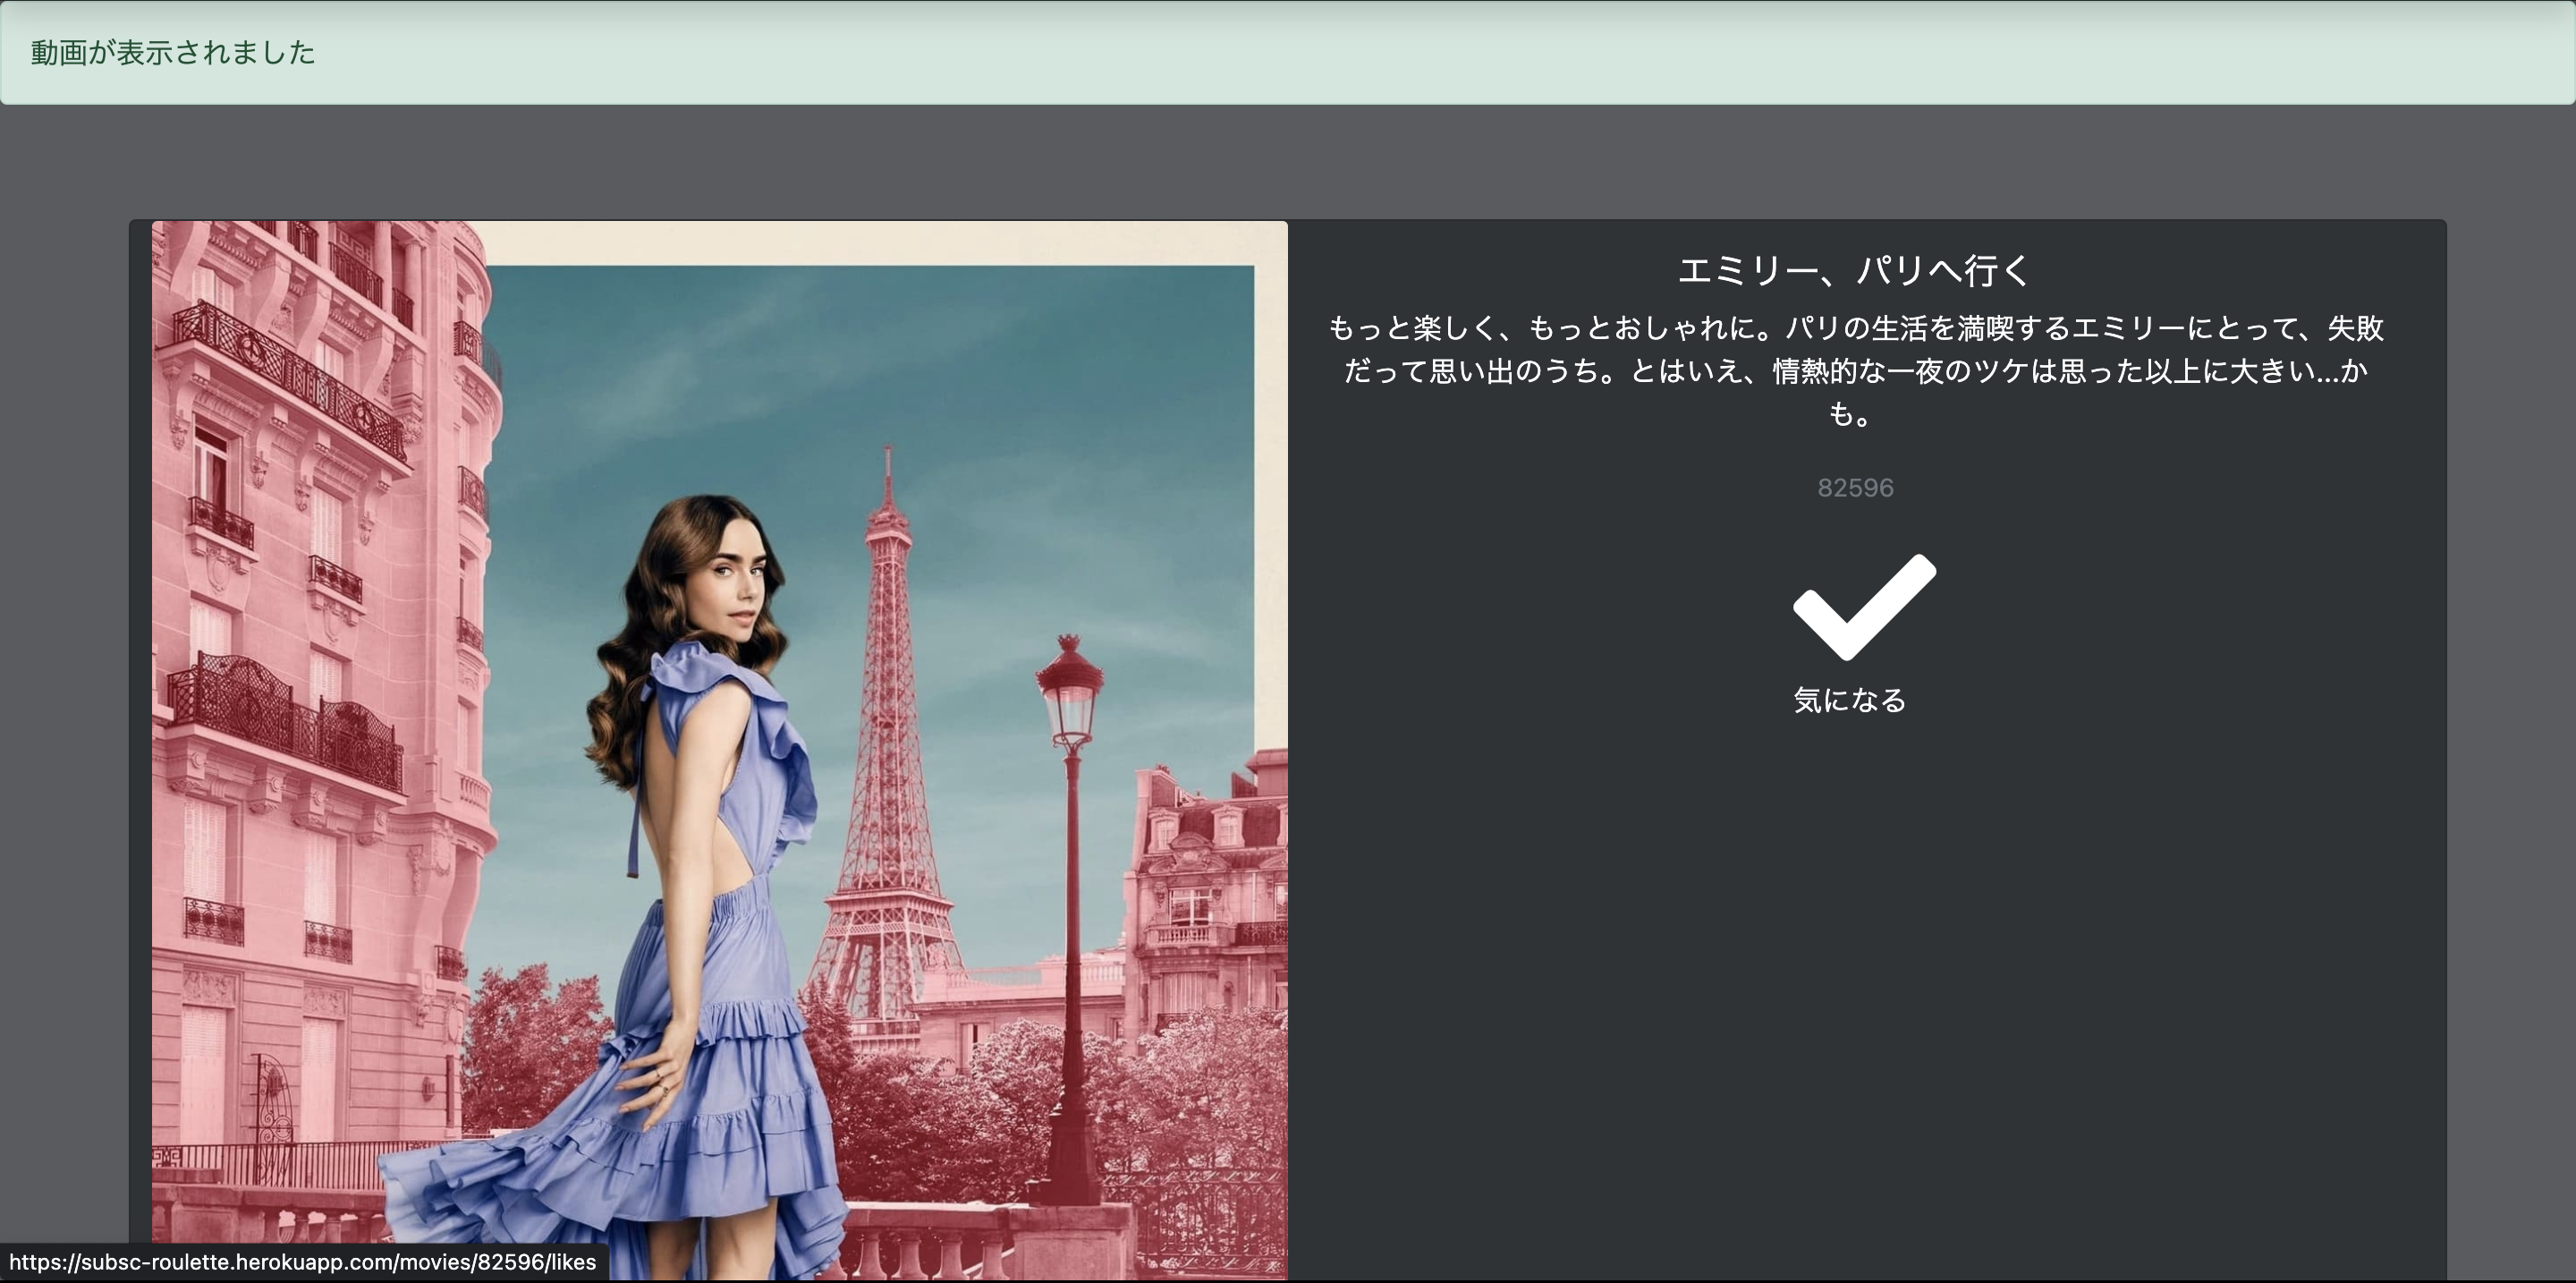 動画が表示されました
エミリー、パリへ行く
もっと楽しく、もっとおしゃれに。パリの生活を満喫するエミリーにとって、失敗
だって思い出のうち。とはいえ、情熱的な一夜のツケは思った以上に大きい...か
も。
82596
気になる
https://subsc-roulette.herokuapp.com/movies/82596/likes